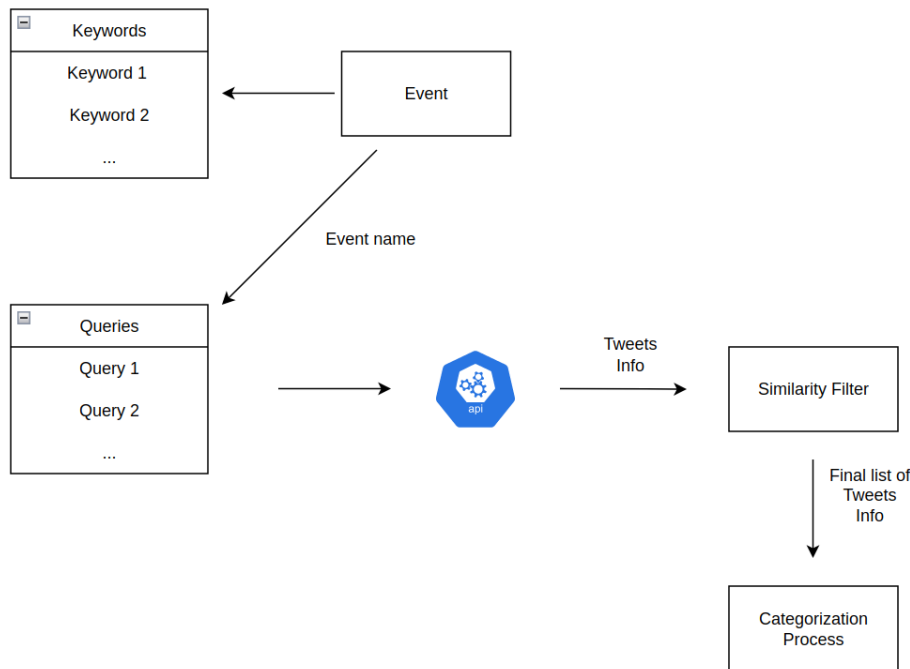 Keywords
Keyword 1
Keyword 2
...
Event
Event name
Queries
Query 1
Query 2
...
api
Tweets
Info
Similarity Filter
Final list of
Tweets
Info
Categorization
Process